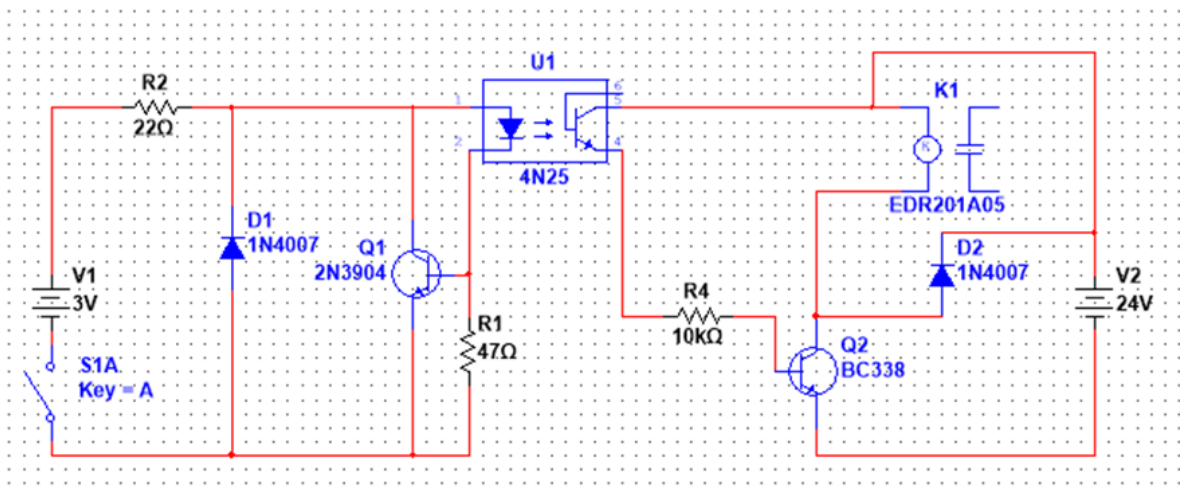 U1
R2
22Ω
1
2
6
5
4
4N25
K1
K
EDR201A05
D1
1N4007
Q1
2N3904
D2
1N4007
V1
3V
V2
24V
R4
10kΩ
R1
47Ω
Q2
BC338
S1A
Key = A